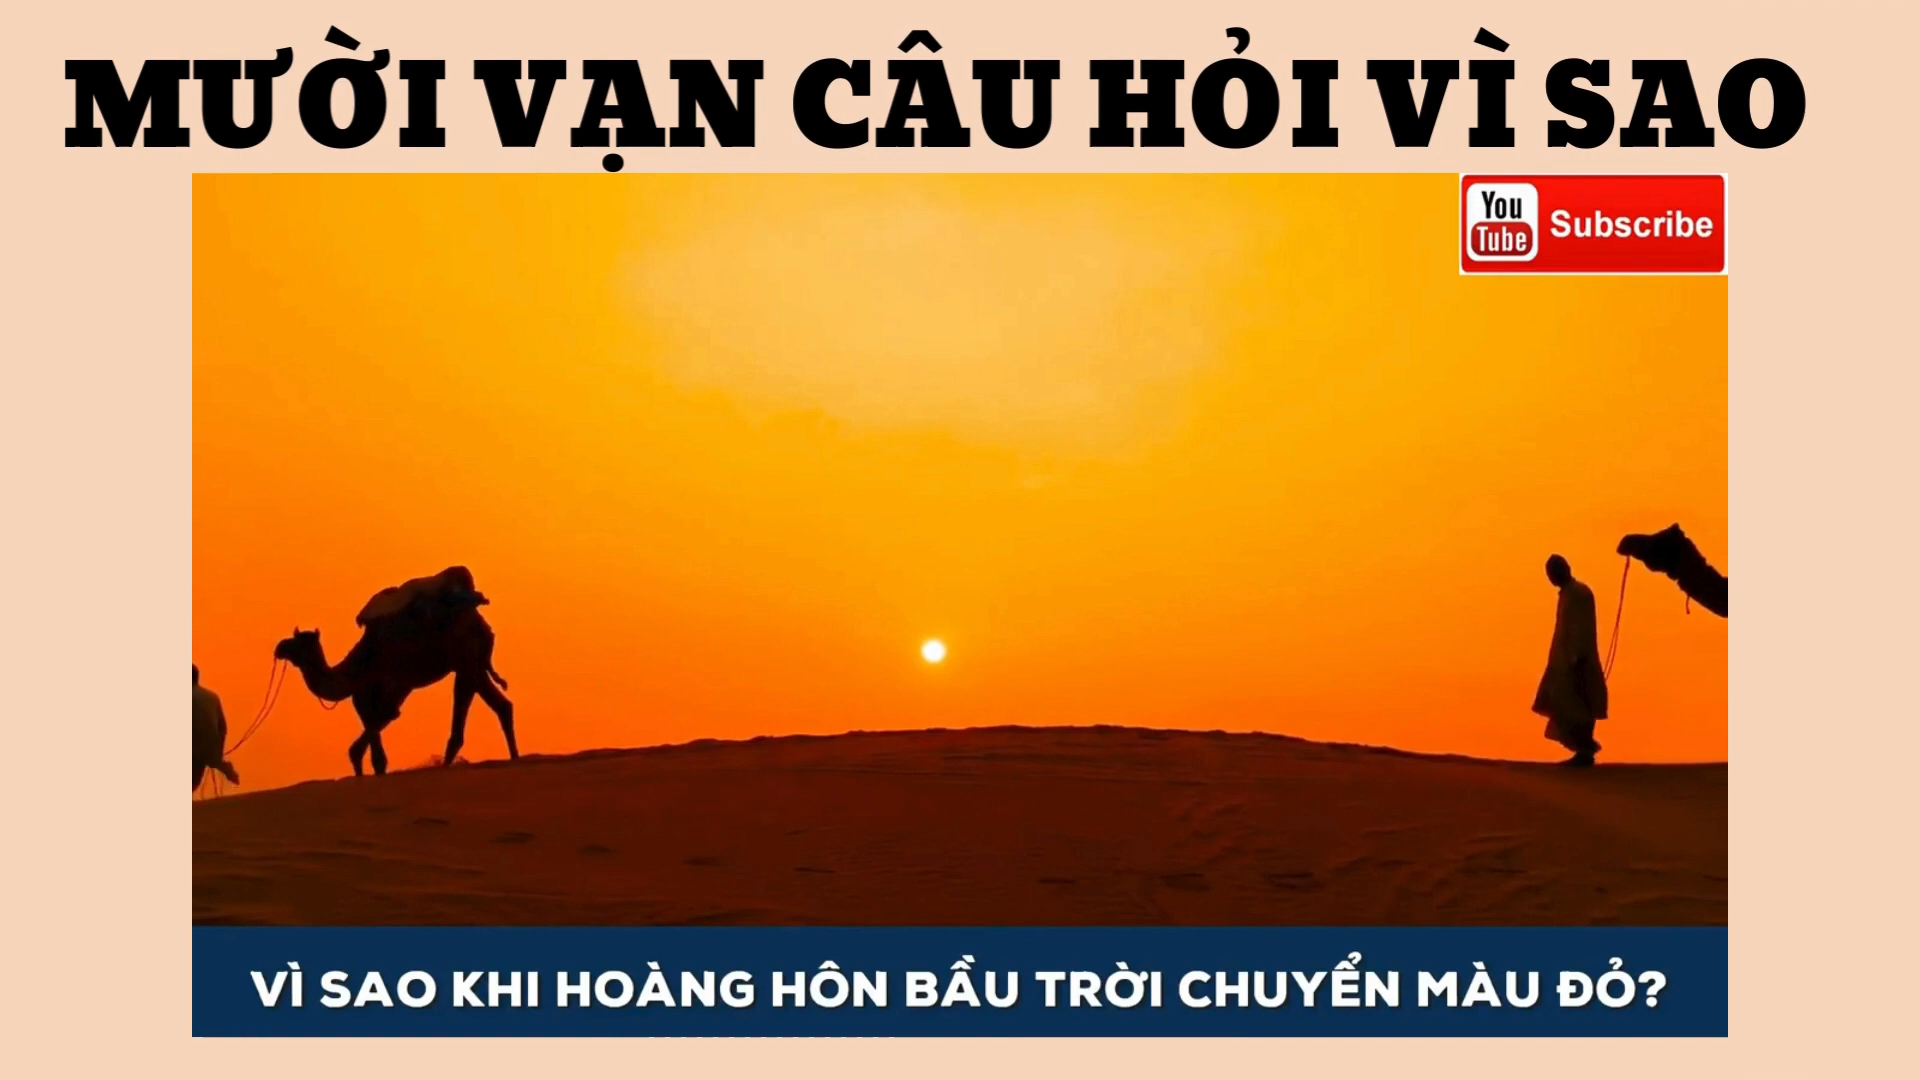 MƯỜI VẠN CÂU HỎI VÌ SAO
You
Tube
Subscribe
VÌ SAO KHI HOÀNG HÔN BẦU TRỜI CHUYỂN MÀU ĐỎ?